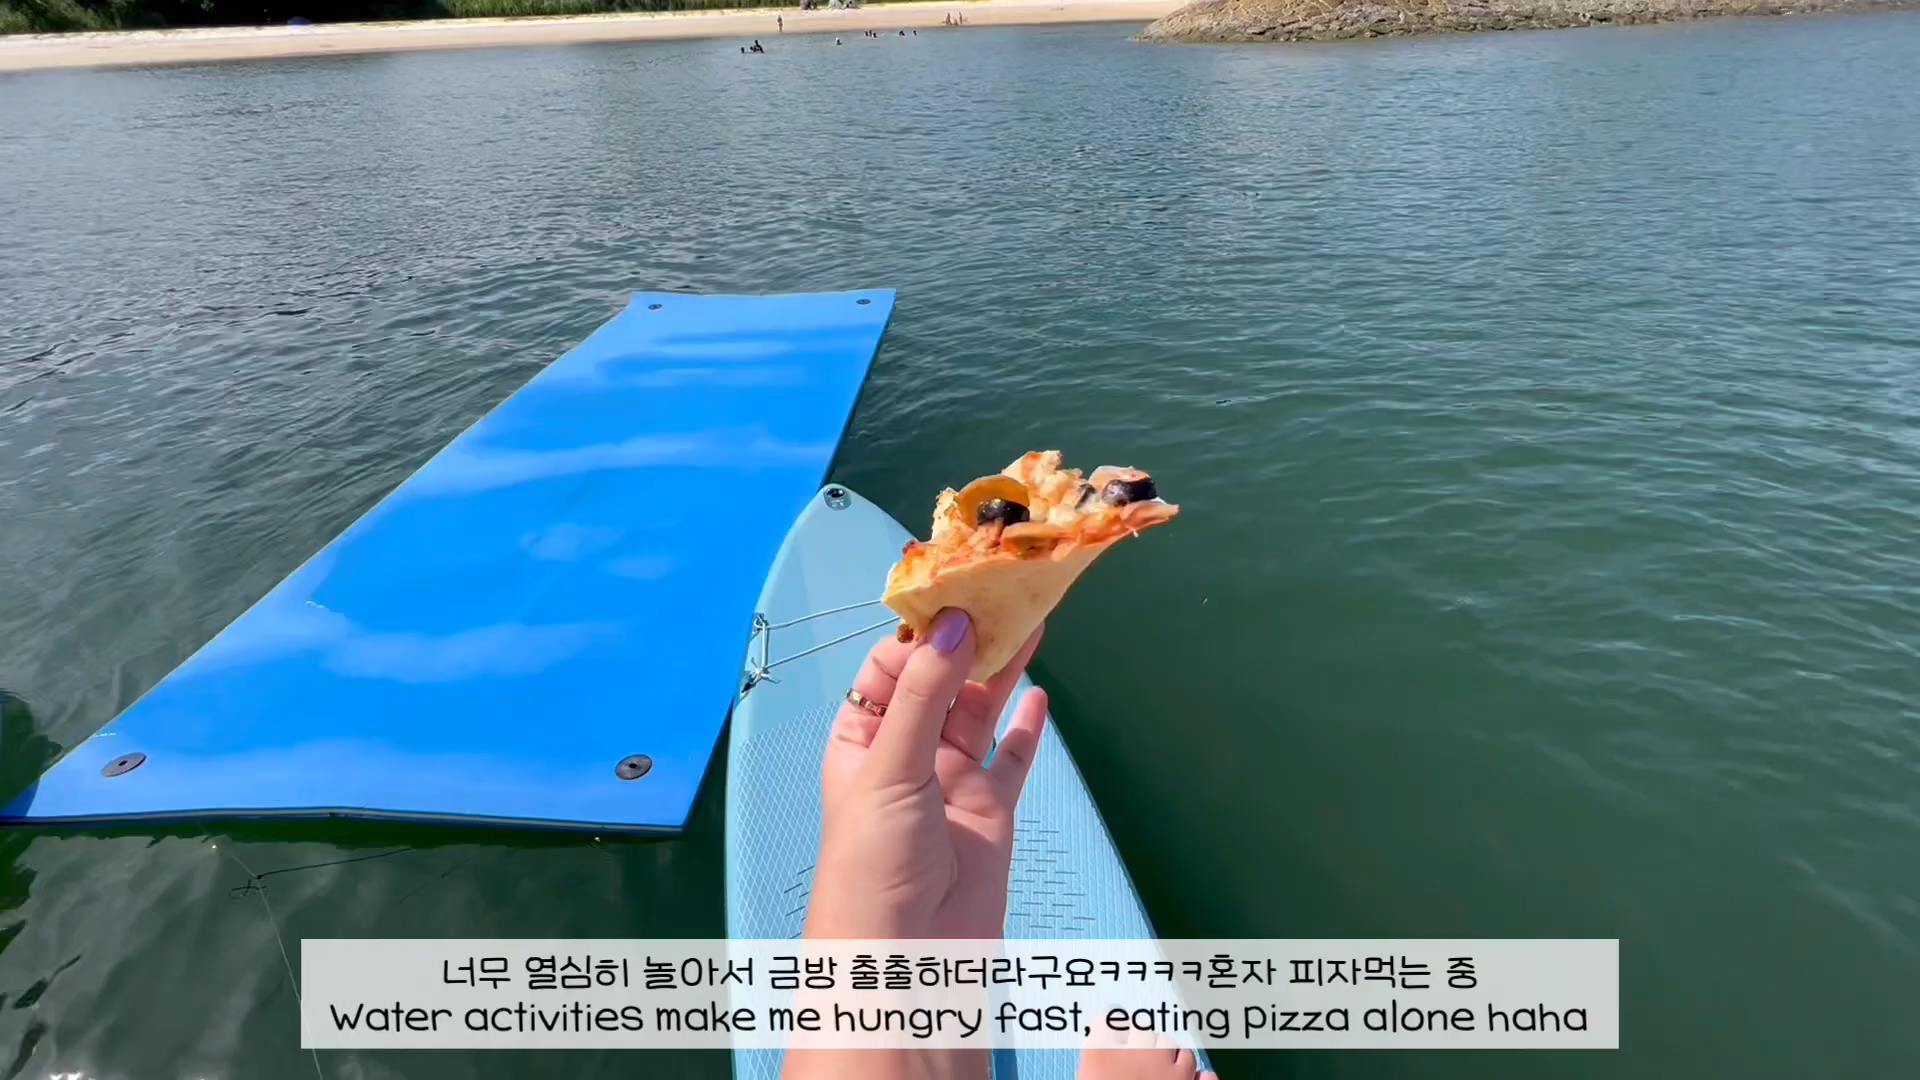 너무 열심히 놀아서 금방 출출하더라구요ㅋㅋㅋㅋ혼자 피자먹는 중
Water activities make me hungry fast, eating pizza alone haha